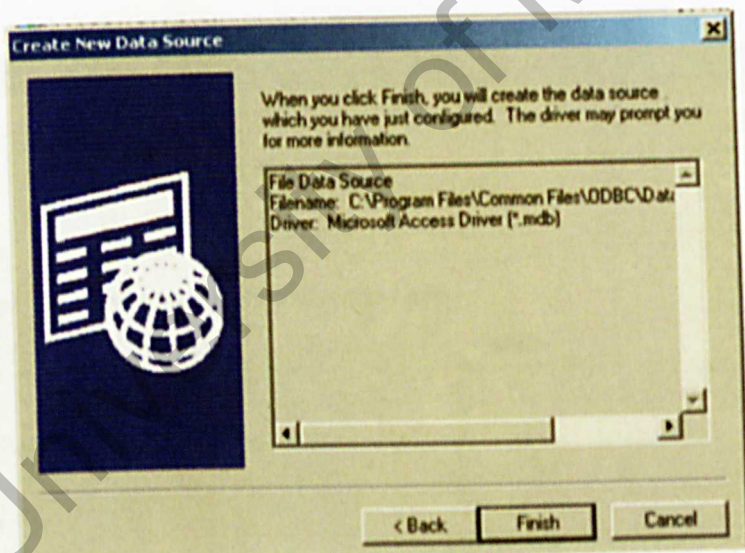 Create New Data Source
When you click Finish, you will create the data source
which you have just configured. The driver may prompt you
for more information.
File Data Source
Filename: C:\Program Files\Common Files\ODBC\Data
Driver: Microsoft Access Driver (*.mdb)
< Back
Finish
Cancel
University of